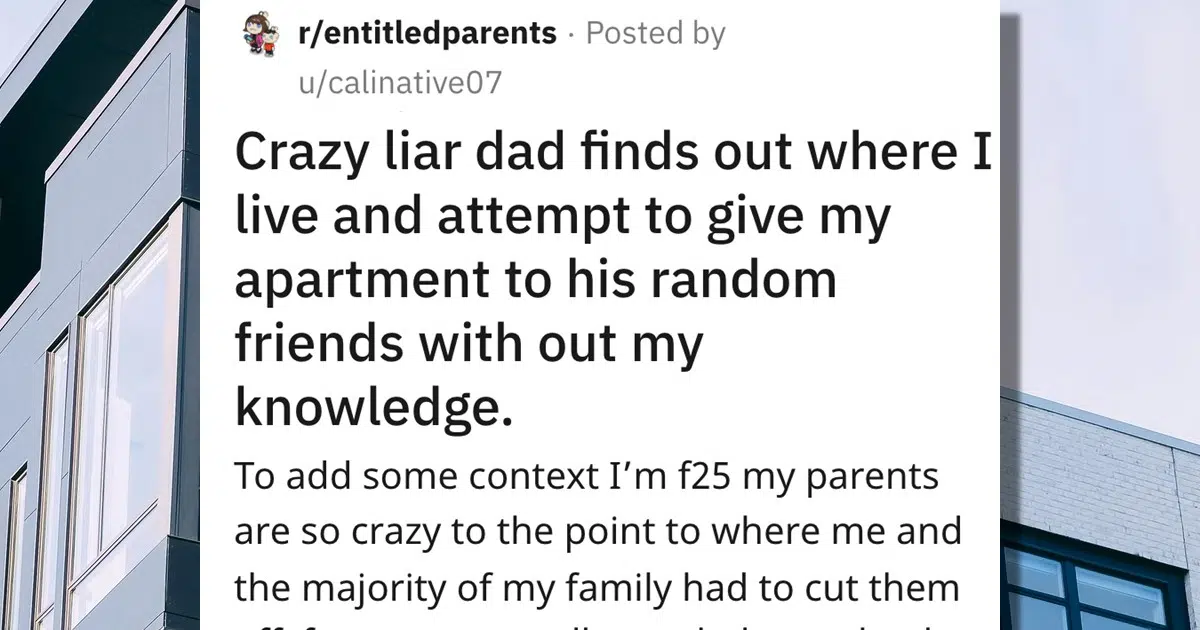 r/entitledparents · Posted by
u/calinative07
Crazy liar dad finds out where I
live and attempt to give my
apartment to his random
friends with out my
knowledge.
To add some context I’m f25 my parents
are so crazy to the point to where me and
the majority of my family had to cut them